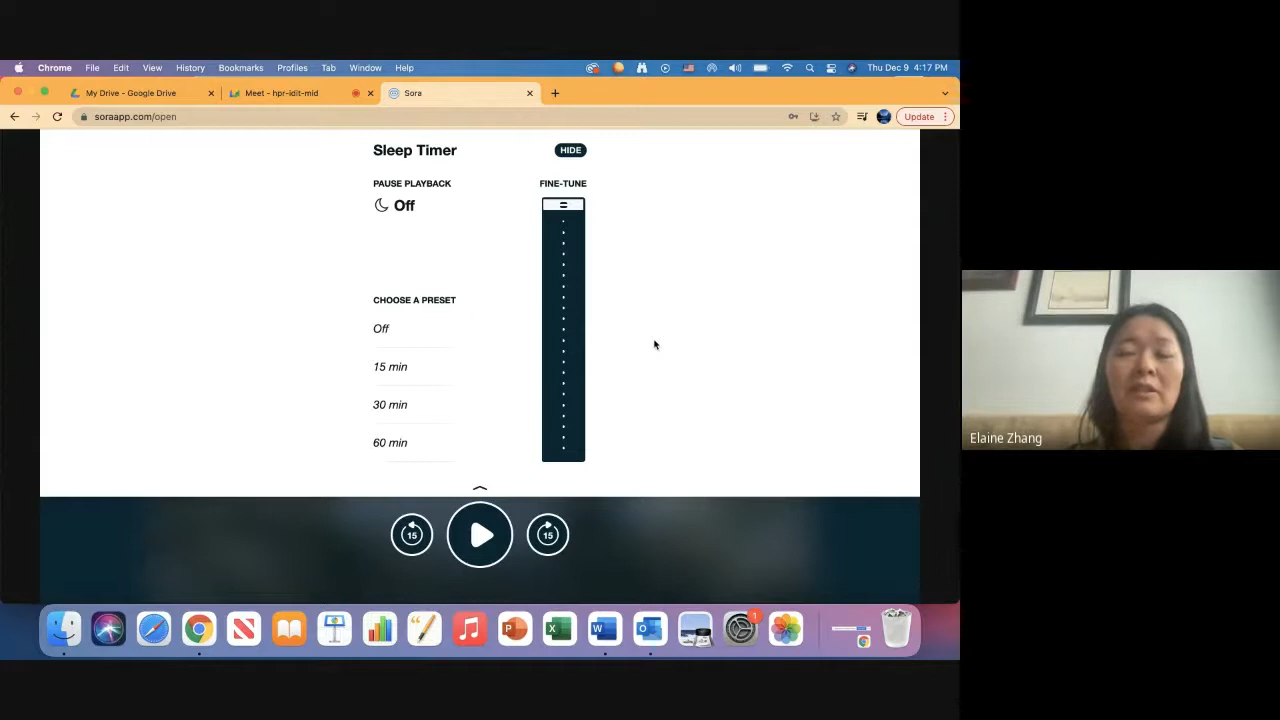 Chrome File Edit View History Bookmarks Profiles Tab Window Help Thu Dec 9 4:17 PM
My Drive - Google Drive
Meet - hpr-idit-mid
Sora
soraapp.com/open
Update
Sleep Timer
HIDE
PAUSE PLAYBACK
FINE-TUNE
Off
CHOOSE A PRESET
Off
15 min
30 min
60 min
15
15
Elaine Zhang
1